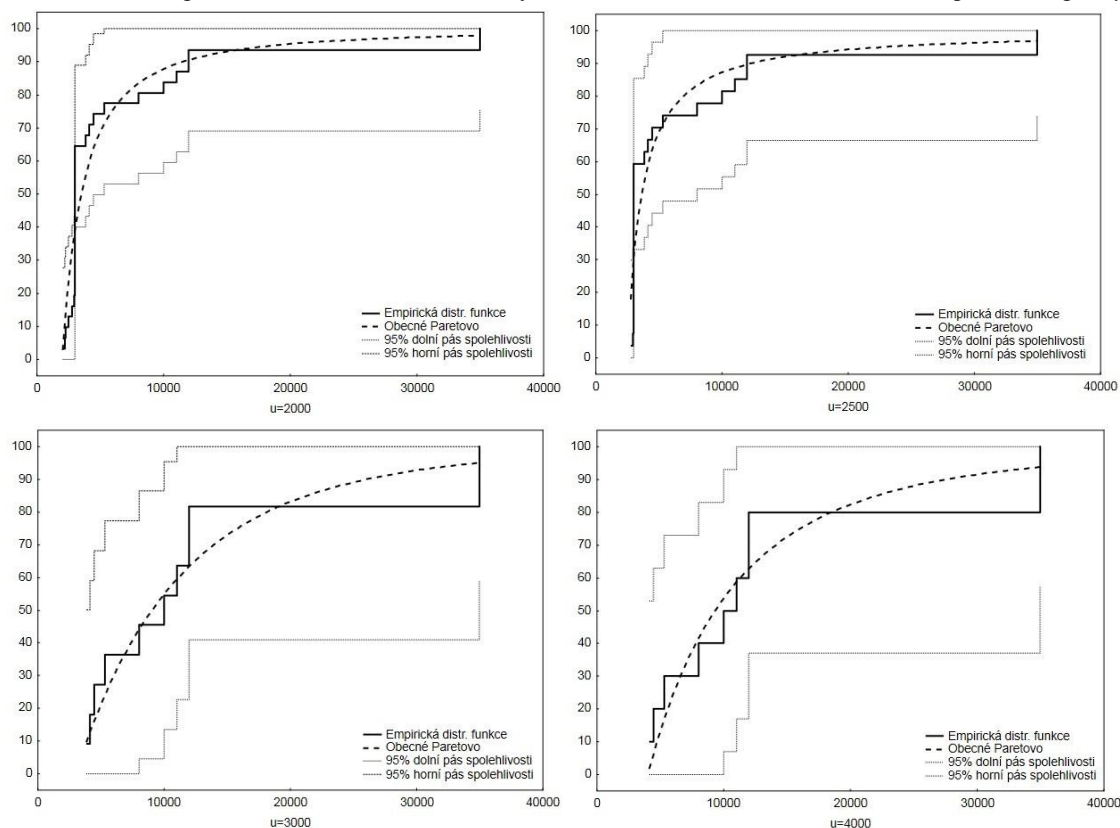 100
90
80
70
60
50
40
30
20
10
0
0 10000 20000 30000 40000
u=2000
Empirická distr. funkce
Obecné Paretovo
95% dolní pás spolehlivosti
95% horní pás spolehlivosti
100
90
80
70
60
50
40
30
20
10
0
0 10000 20000 30000 40000
u=2500
Empirická distr. funkce
Obecné Paretovo
95% dolní pás spolehlivosti
95% horní pás spolehlivosti
100
90
80
70
60
50
40
30
20
10
0
0 10000 20000 30000 40000
u=3000
Empirická distr. funkce
Obecné Paretovo
95% dolní pás spolehlivosti
95% horní pás spolehlivosti
100
90
80
70
60
50
40
30
20
10
0
0 10000 20000 30000 40000
u=4000
Empirická distr. funkce
Obecné Paretovo
95% dolní pás spolehlivosti
95% horní pás spolehlivosti